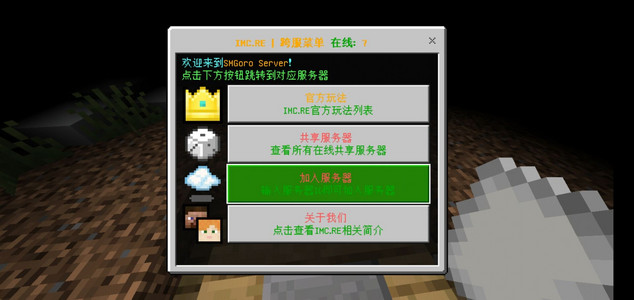 IMC.RE | 跨服菜单 在线: 3
欢迎来到SMGoro Server!
点击下方按钮跳转到对应服务器
官方玩法
IMC.RE官方玩法列表
共享服务器
查看所有在线共享服务器
加入服务器
关于我们
点击查看IMC.RE相关简介